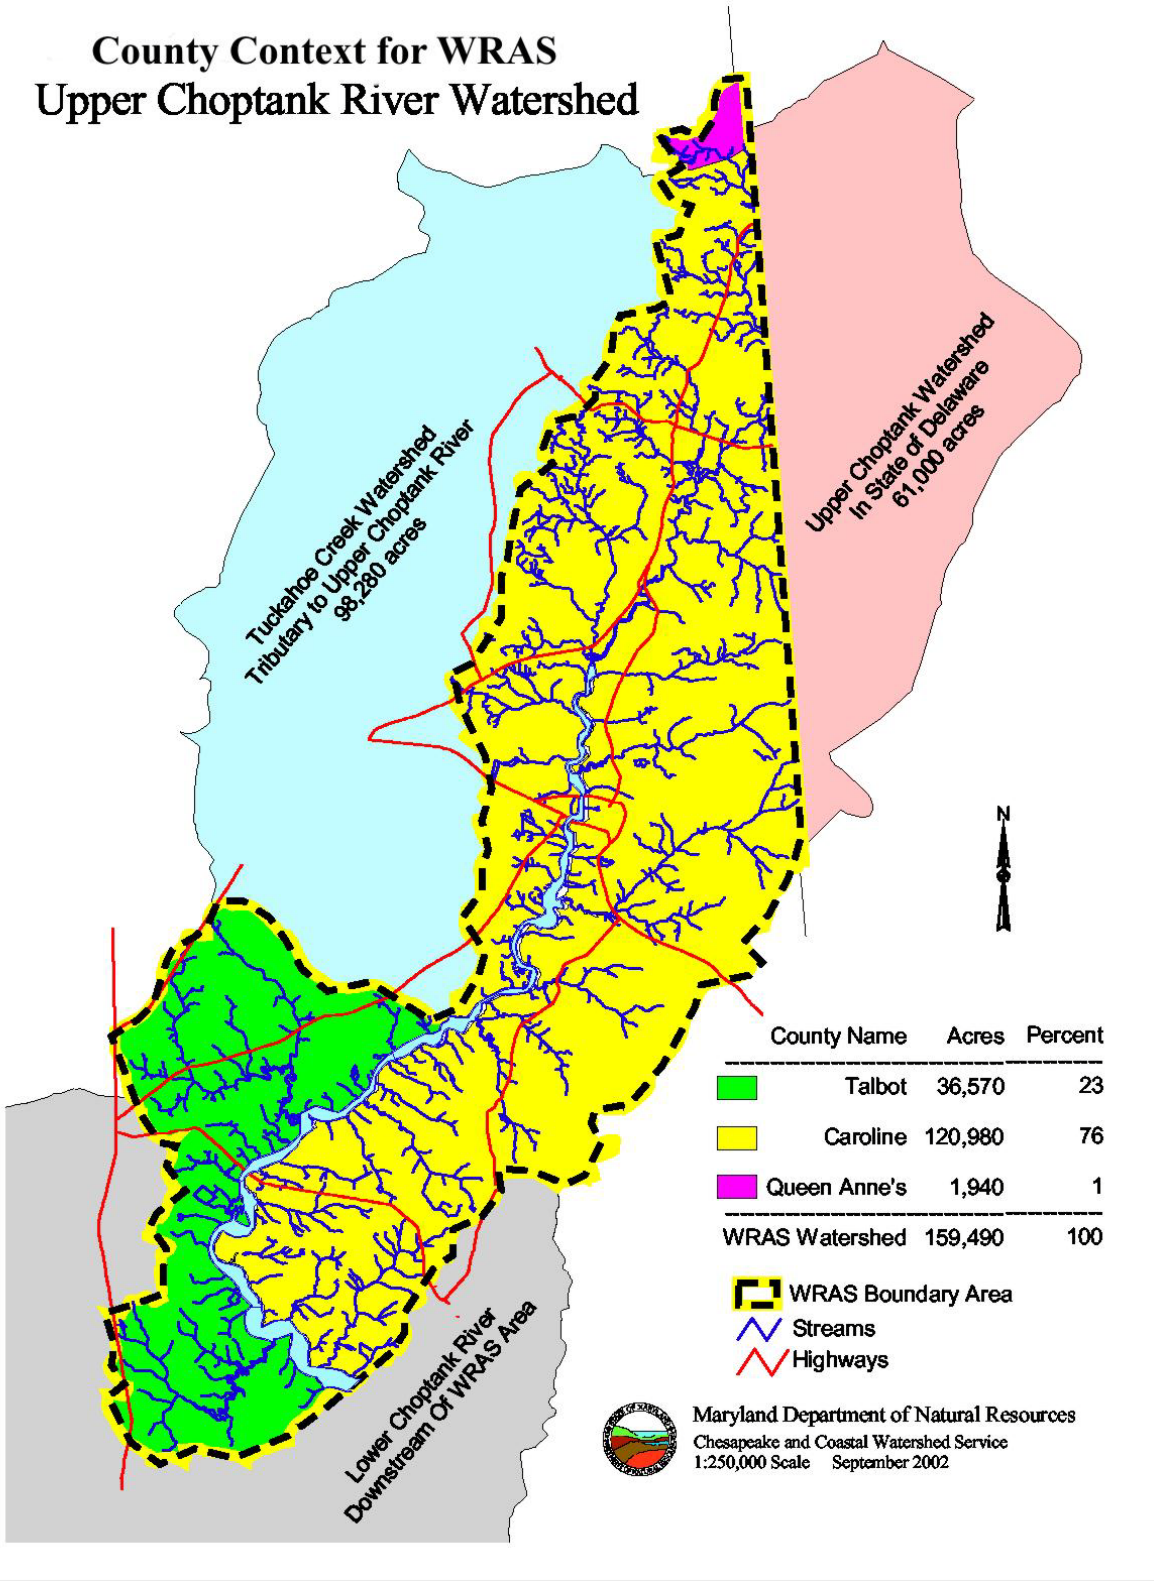 County Context for WRAS
Upper Choptank River Watershed
Tuckahoe Creek Watershed
Tributary to Upper Choptank River
98,280 acres
Upper Choptank Watershed
In State of Delaware
61,000 acres
N
County Name Acres Percent
Talbot 36,570 23
Caroline 120,980 76
Queen Anne's 1,940 1
WRAS Watershed 159,490 100
WRAS Boundary Area
Streams
Highways
Lower Choptank River
Downstream Of WRAS Area
Maryland Department of Natural Resources
Chesapeake and Coastal Watershed Service
1:250,000 Scale September 2002